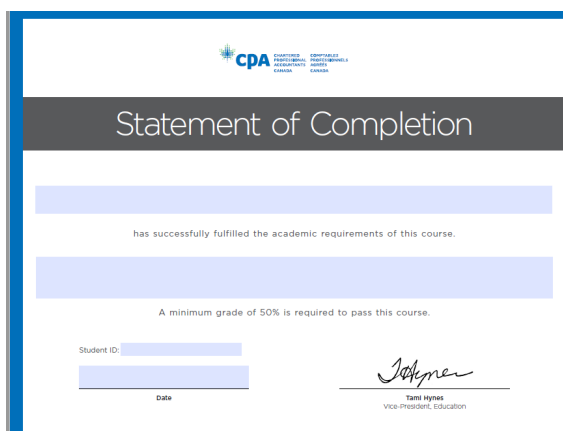 CPA
CHARTERED PROFESSIONAL ACCOUNTANTS CANADA
COMPTABLES PROFESSIONNELS AGRÉÉS CANADA
Statement of Completion
has successfully fulfilled the academic requirements of this course.
A minimum grade of 50% is required to pass this course.
Student ID:
Date
Tami Hynes
Vice-President, Education